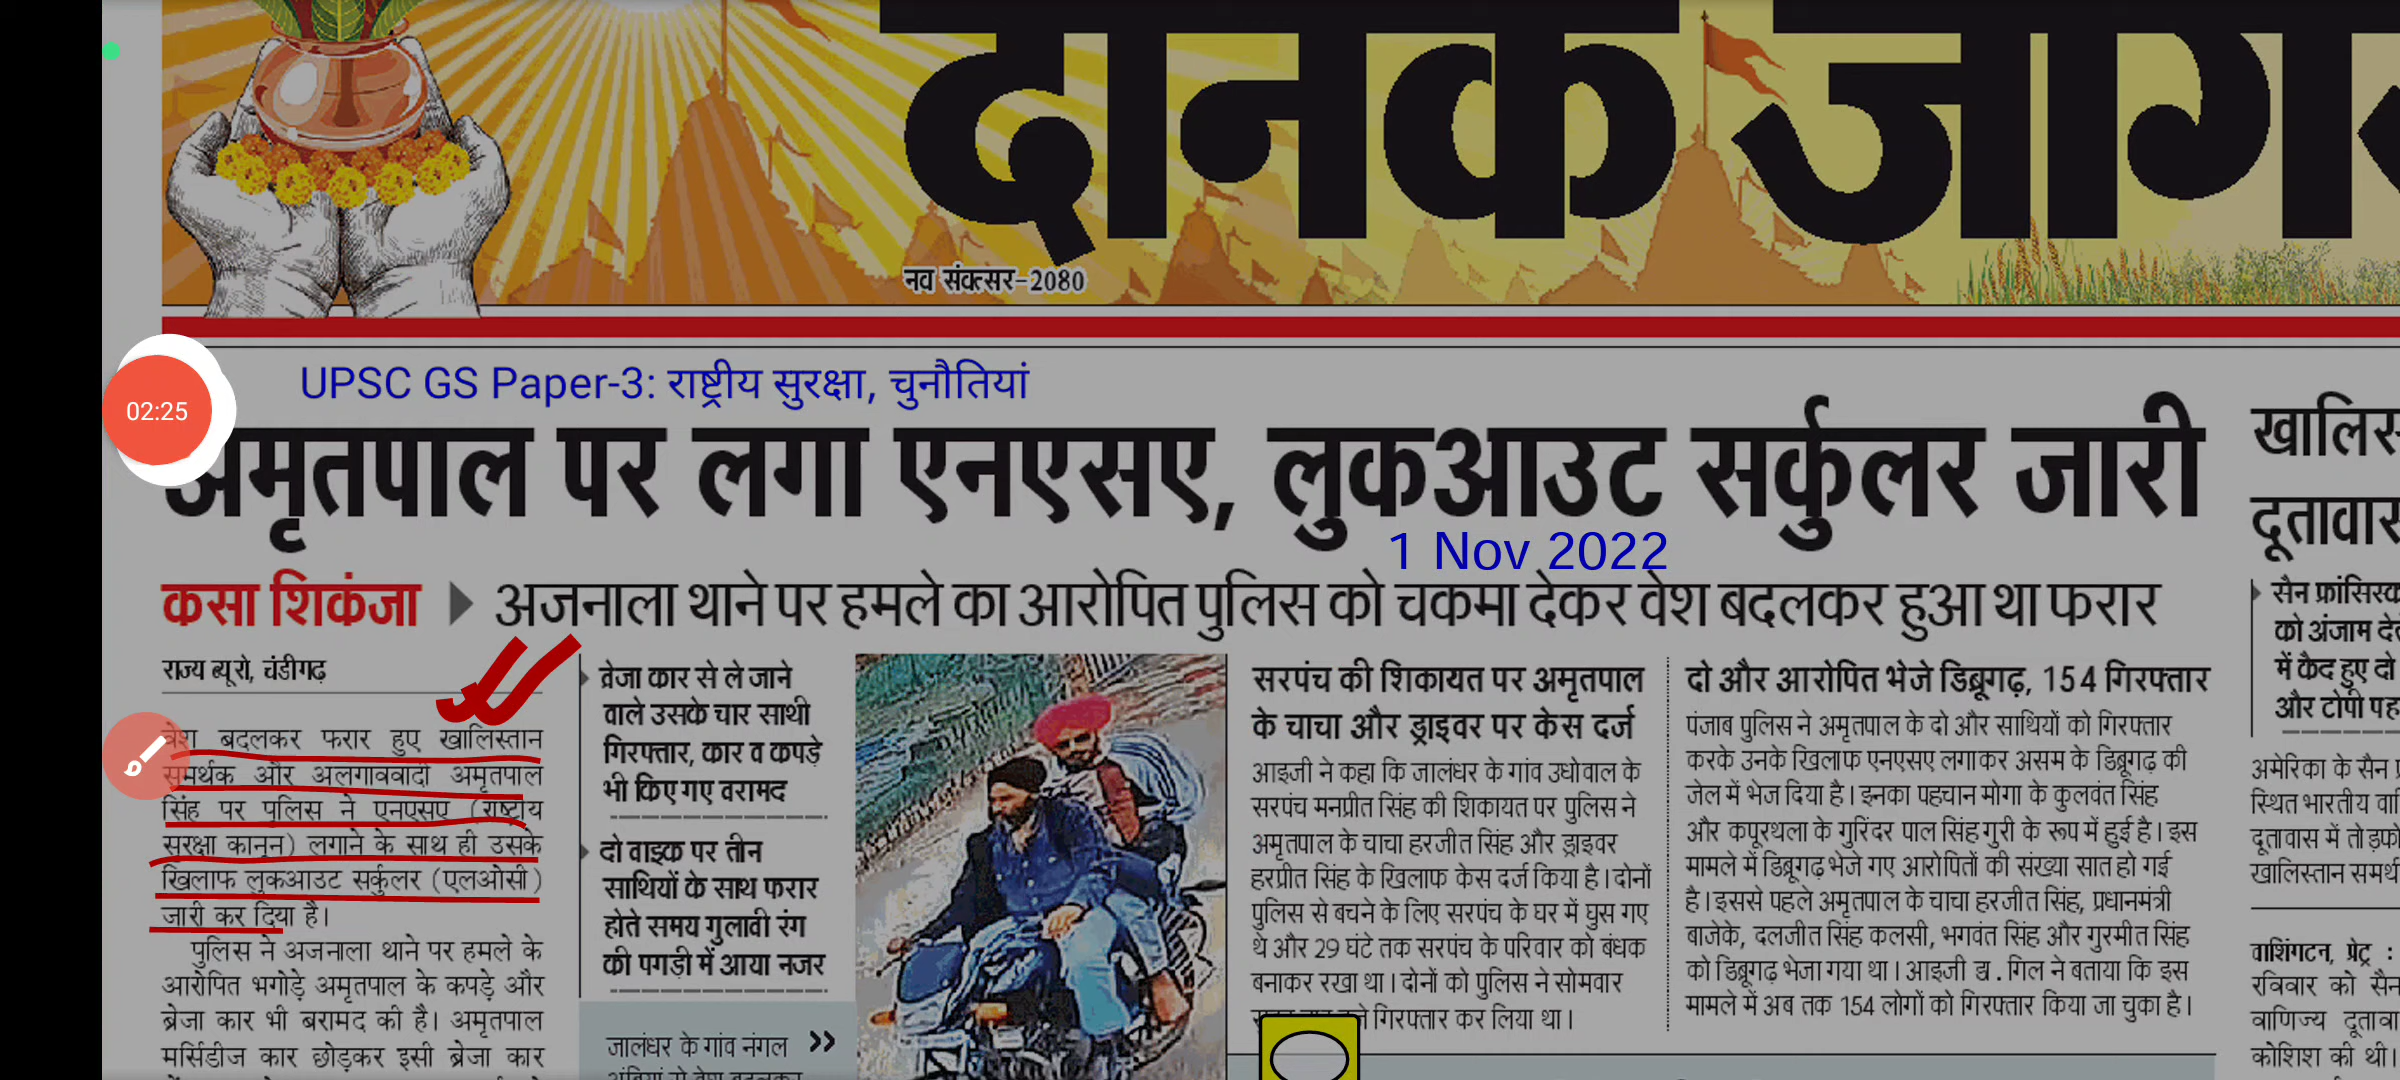 दैनिक जाग
नव संवत्सर-2080
02:25
UPSC GS Paper-3: राष्ट्रीय सुरक्षा, चुनौतियां
अमृतपाल पर लगा एनएसए, लुकआउट सर्कुलर जारी
1 Nov 2022
कसा शिकंजा
अजनाला थाने पर हमले का आरोपित पुलिस को चकमा देकर वेश बदलकर हुआ था फरार
राज्य ब्यूरो, चंडीगढ़
वेश बदलकर फरार हुए खालिस्तान
समर्थक और अलगाववादी अमृतपाल
सिंह पर पुलिस ने एनएसए (राष्ट्रीय
सुरक्षा कानून) लगाने के साथ ही उसके
खिलाफ लुकआउट सर्कुलर (एलओसी)
जारी कर दिया है।
पुलिस ने अजनाला थाने पर हमले के
आरोपित भगोड़े अमृतपाल के कपड़े और
ब्रेजा कार भी बरामद की है। अमृतपाल
मर्सिडीज कार छोड़कर इसी ब्रेजा कार
ब्रेजा कार से ले जाने
वाले उसके चार साथी
गिरफ्तार, कार व कपड़े
भी किए गए बरामद
दो बाइक पर तीन
साथियों के साथ फरार
होते समय गुलाबी रंग
की पगड़ी में आया नजर
जालंधर के गांव नंगल »
सरपंच की शिकायत पर अमृतपाल
के चाचा और ड्राइवर पर केस दर्ज
आइजी ने कहा कि जालंधर के गांव उधोवाल के
सरपंच मनप्रीत सिंह की शिकायत पर पुलिस ने
अमृतपाल के चाचा हरजीत सिंह और ड्राइवर
हरप्रीत सिंह के खिलाफ केस दर्ज किया है। दोनों
पुलिस से बचने के लिए सरपंच के घर में घुस गए
थे और 29 घंटे तक सरपंच के परिवार को बंधक
बनाकर रखा था। दोनों को पुलिस ने सोमवार
गिरफ्तार कर लिया था।
दो और आरोपित भेजे डिब्रूगढ़, 154 गिरफ्तार
पंजाब पुलिस ने अमृतपाल के दो और साथियों को गिरफ्तार
करके उनके खिलाफ एनएसए लगाकर असम के डिब्रूगढ़ की
जेल में भेज दिया है। इनका पहचान मोगा के कुलवंत सिंह
और कपूरथला के गुरिंदर पाल सिंह गुरी के रूप में हुई है। इस
मामले में डिब्रूगढ़ भेजे गए आरोपितों की संख्या सात हो गई
है। इससे पहले अमृतपाल के चाचा हरजीत सिंह, प्रधानमंत्री
बाजेके, दलजीत सिंह कलसी, भगवंत सिंह और गुरमीत सिंह
को डिब्रूगढ़ भेजा गया था। आइजी ने बताया कि इस
मामले में अब तक 154 लोगों को गिरफ्तार किया जा चुका है।
खालिस
दूतावास
सैन फ्रांसिस्क
को अंजाम दे
में कैद हुए दो
और टोपी पह
अमेरिका के सैन
स्थित भारतीय
दूतावास में तोड़फो
खालिस्तान समर्थ
वाशिंगटन, प्रेट्र :
रविवार को सैन
वाणिज्य दूतावा
कोशिश की थी।